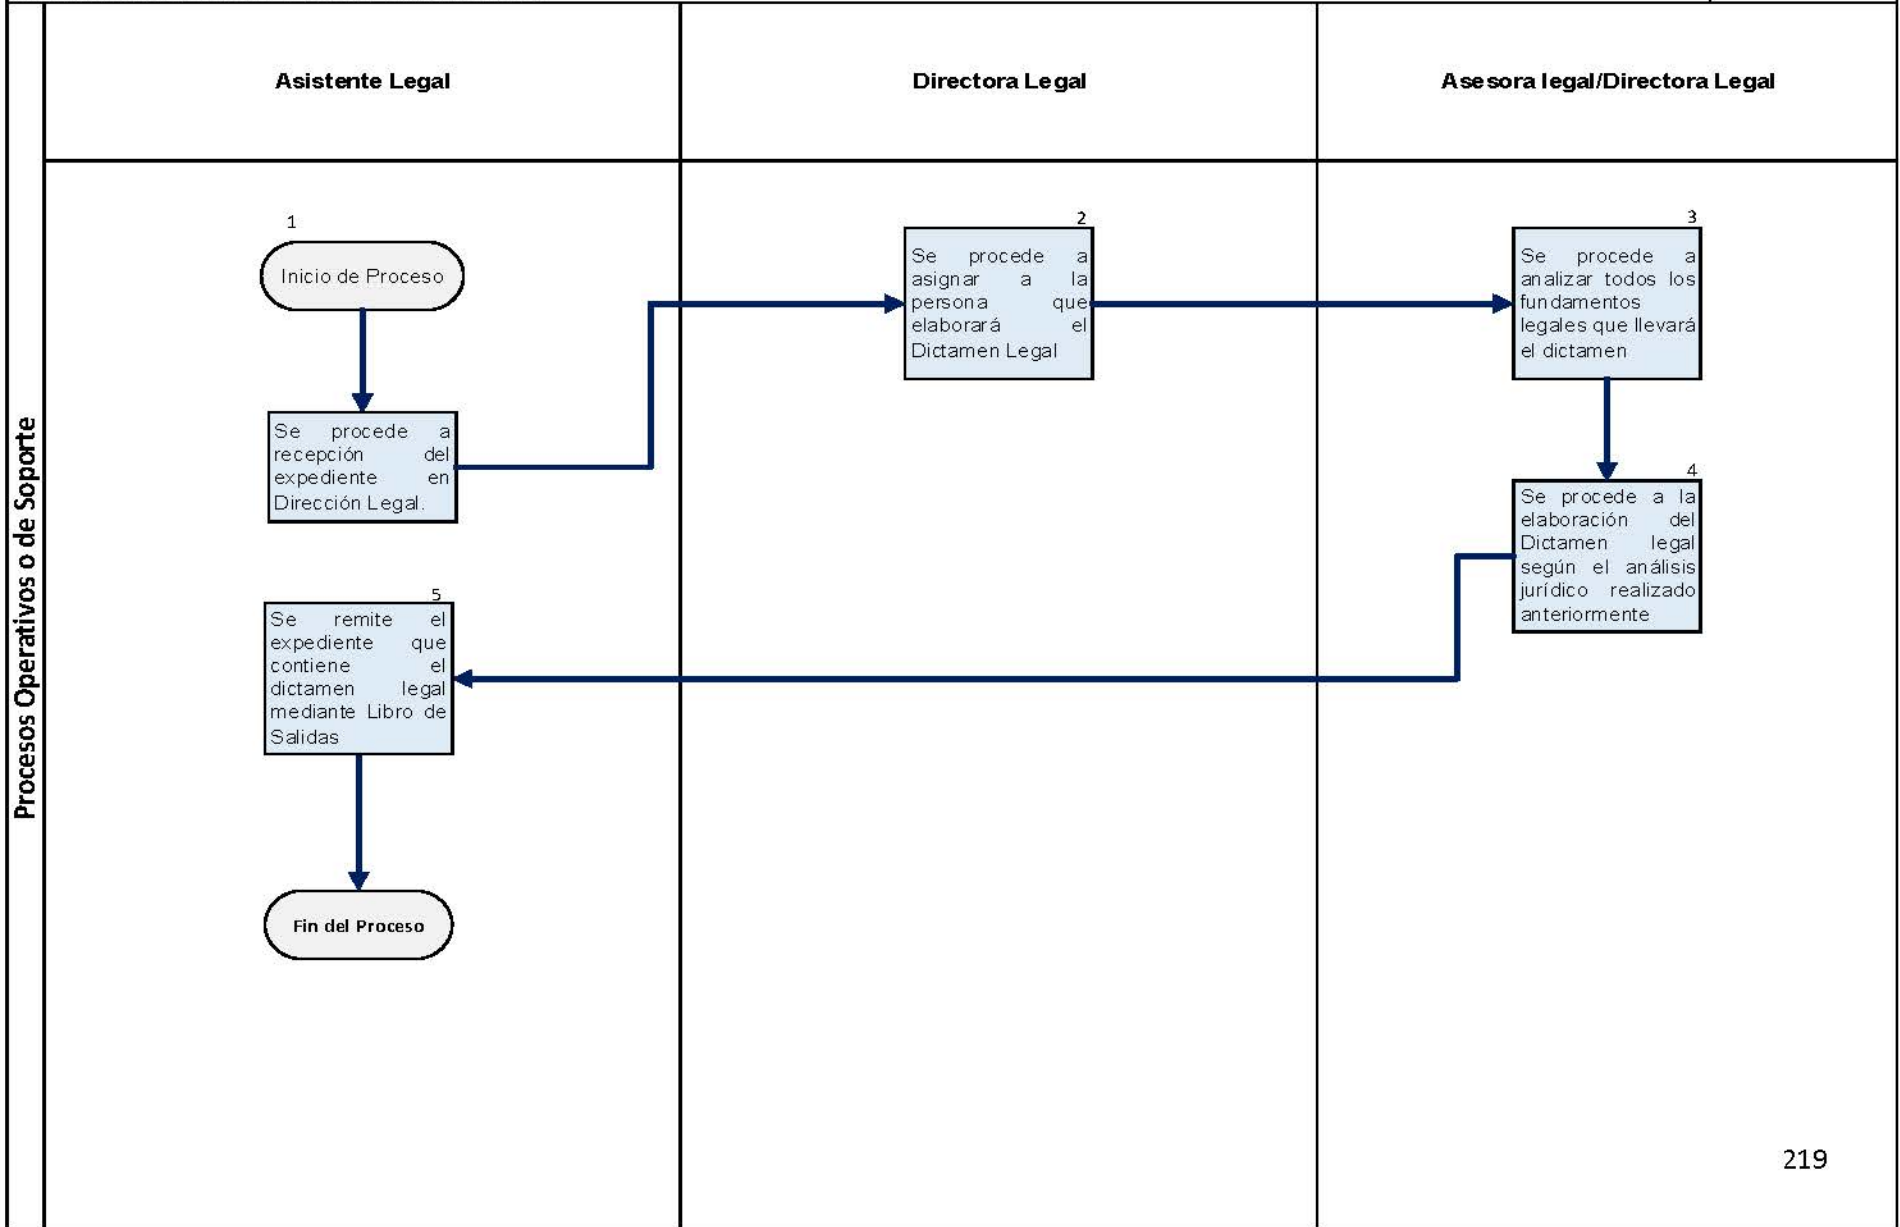 Procesos Operativos o de Soporte
Asistente Legal
Directora Legal
Asesora legal/Directora Legal
1
Inicio de Proceso
Se procede a
recepción del
expediente en
Dirección Legal.
2
Se procede a
asignar a la
persona que
elaborará el
Dictamen Legal
3
Se procede a
analizar todos los
fundamentos
legales que llevará
el dictamen
4
Se procede a la
elaboración del
Dictamen legal
según el análisis
jurídico realizado
anteriormente
5
Se remite el
expediente que
contiene el
dictamen legal
mediante Libro de
Salidas
Fin del Proceso
219